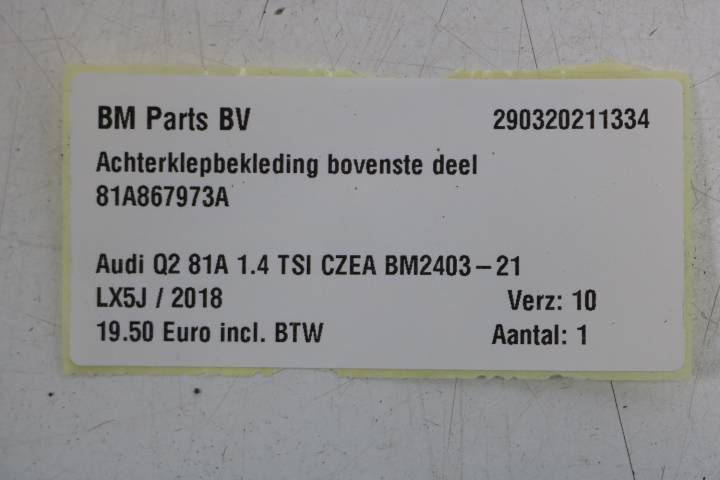 BM Parts BV 290320211334
Achterklepbekleding bovenste deel
81A867973A
Audi Q2 81A 1.4 TSI CZEA BM2403-21
LX5J / 2018 Verz: 10
19.50 Euro incl. BTW Aantal: 1